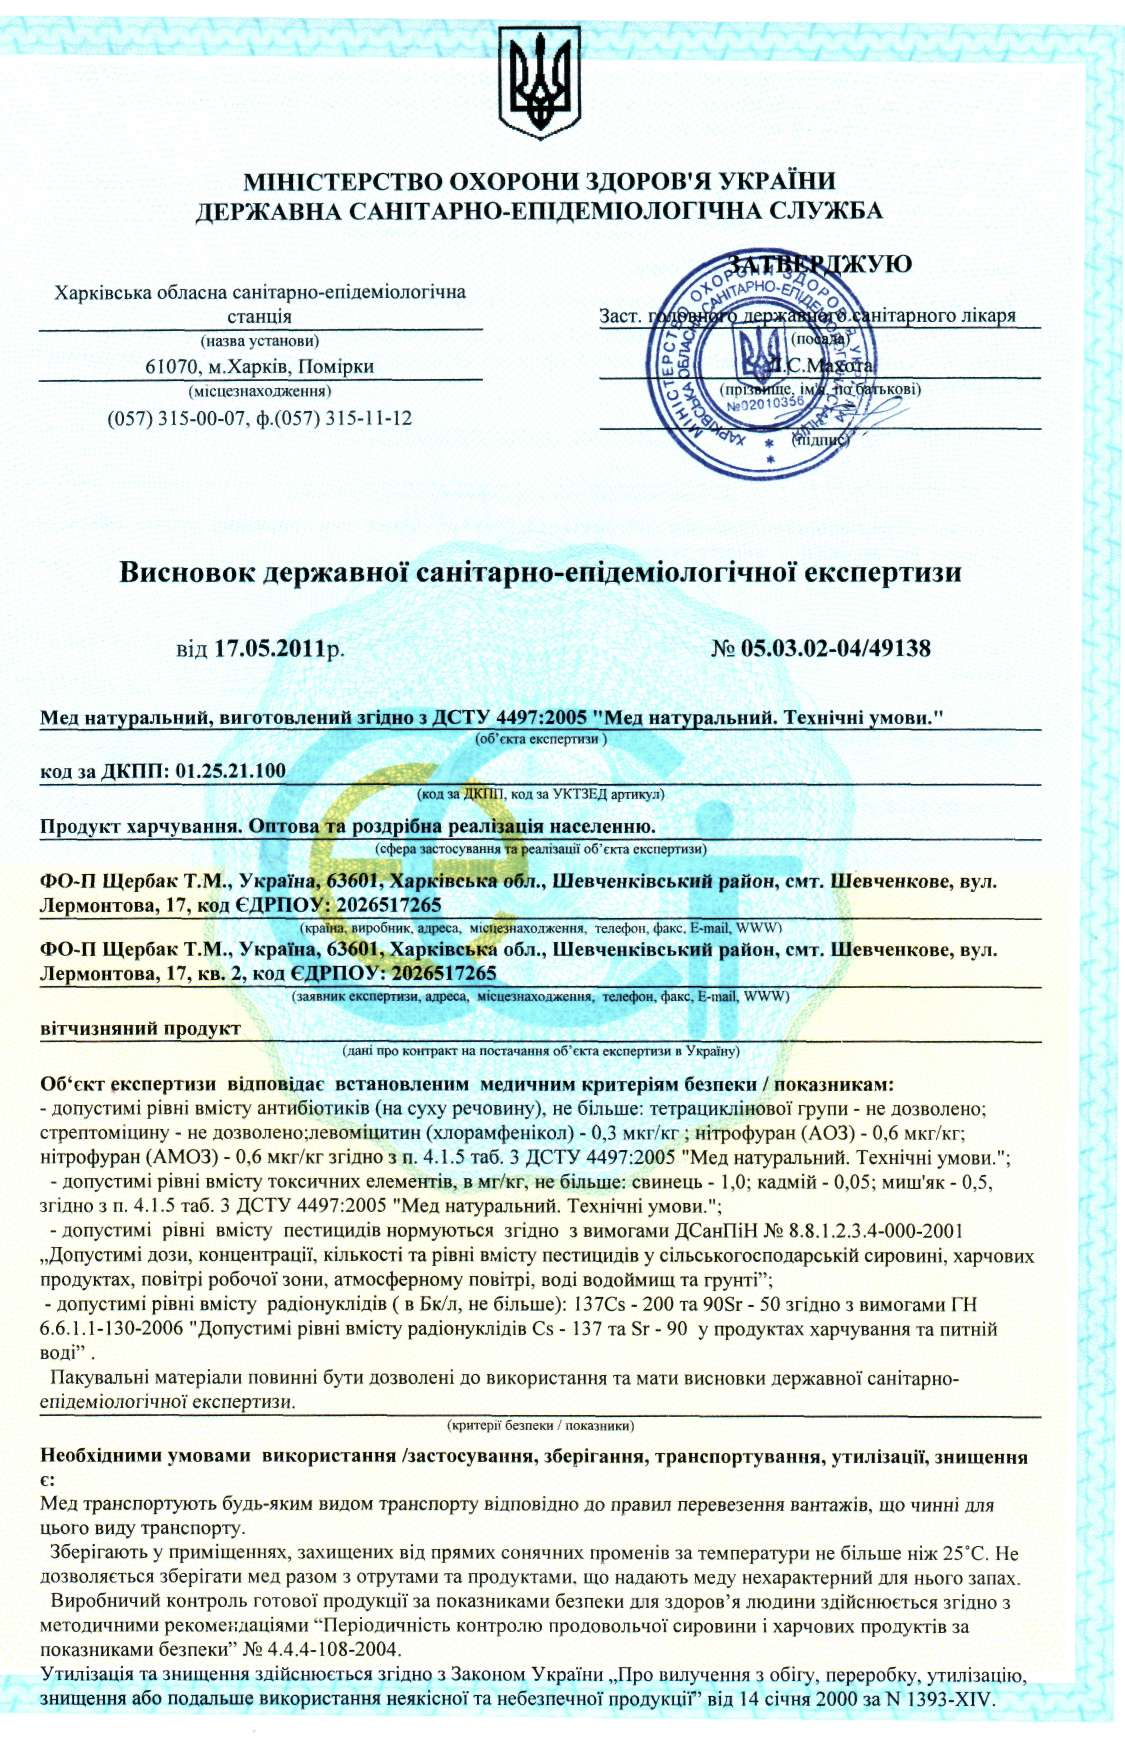 МІНІСТЕРСТВО ОХОРОНИ ЗДОРОВ'Я УКРАЇНИ
ДЕРЖАВНА САНІТАРНО-ЕПІДЕМІОЛОГІЧНА СЛУЖБА
ЗАТВЕРДЖУЮ
Харківська обласна санітарно-епідеміологічна
станція
(назва установи)
61070, м.Харків, Помірки
(місцезнаходження)
(057) 315-00-07, ф.(057) 315-11-12
Заст. головного державного санітарного лікаря
(посада)
С.Махота
(прізвище, ім'я, по батькові)
(підпис)
МІНІСТЕРСТВО ОХОРОНИ ЗДОРОВ'Я УКРАЇНИ
ХАРКІВСЬКА ОБЛАСНА САНІТАРНО-ЕПІДЕМІОЛОГІЧНА СТАНЦІЯ
№02010356
Висновок державної санітарно-епідеміологічної експертизи
від 17.05.2011р.
№ 05.03.02-04/49138
Мед натуральний, виготовлений згідно з ДСТУ 4497:2005 "Мед натуральний. Технічні умови."
(об’єкта експертизи )
код за ДКПП: 01.25.21.100
(код за ДКПП, код за УКТЗЕД артикул)
Продукт харчування. Оптова та роздрібна реалізація населенню.
(сфера застосування та реалізації об’єкта експертизи)
ФО-П Щербак Т.М., Україна, 63601, Харківська обл., Шевченківський район, смт. Шевченкове, вул.
Лермонтова, 17, код ЄДРПОУ: 2026517265
(країна, виробник, адреса, місцезнаходження, телефон, факс, E-mail, WWW)
ФО-П Щербак Т.М., Україна, 63601, Харківська обл., Шевченківський район, смт. Шевченкове, вул.
Лермонтова, 17, кв. 2, код ЄДРПОУ: 2026517265
(заявник експертизи, адреса, місцезнаходження, телефон, факс, E-mail, WWW)
вітчизняний продукт
(дані про контракт на постачання об’єкта експертизи в Україну)
Об‘єкт експертизи відповідає встановленим медичним критеріям безпеки / показникам:
- допустимі рівні вмісту антибіотиків (на суху речовину), не більше: тетрациклінової групи - не дозволено;
стрептоміцину - не дозволено;левоміцитин (хлорамфенікол) - 0,3 мкг/кг ; нітрофуран (АОЗ) - 0,6 мкг/кг;
нітрофуран (АМОЗ) - 0,6 мкг/кг згідно з п. 4.1.5 таб. 3 ДСТУ 4497:2005 "Мед натуральний. Технічні умови.";
- допустимі рівні вмісту токсичних елементів, в мг/кг, не більше: свинець - 1,0; кадмій - 0,05; миш'як - 0,5,
згідно з п. 4.1.5 таб. 3 ДСТУ 4497:2005 "Мед натуральний. Технічні умови.";
- допустимі рівні вмісту пестицидів нормуються згідно з вимогами ДСанПіН № 8.8.1.2.3.4-000-2001
„Допустимі дози, концентрації, кількості та рівні вмісту пестицидів у сільськогосподарській сировині, харчових
продуктах, повітрі робочої зони, атмосферному повітрі, воді водоймищ та грунті”;
- допустимі рівні вмісту радіонуклідів ( в Бк/л, не більше): 137Cs - 200 та 90Sr - 50 згідно з вимогами ГН
6.6.1.1-130-2006 "Допустимі рівні вмісту радіонуклідів Cs - 137 та Sr - 90 у продуктах харчування та питній
воді” .
Пакувальні матеріали повинні бути дозволені до використання та мати висновки державної санітарно-
епідеміологічної експертизи.
(критерії безпеки / показники)
Необхідними умовами використання /застосування, зберігання, транспортування, утилізації, знищення
є:
Мед транспортують будь-яким видом транспорту відповідно до правил перевезення вантажів, що чинні для
цього виду транспорту.
Зберігають у приміщеннях, захищених від прямих сонячних променів за температури не більше ніж 25˚С. Не
дозволяється зберігати мед разом з отрутами та продуктами, що надають меду нехарактерний для нього запах.
Виробничий контроль готової продукції за показниками безпеки для здоров’я людини здійснюється згідно з
методичними рекомендаціями “Періодичність контролю продовольчої сировини і харчових продуктів за
показниками безпеки” № 4.4.4-108-2004.
Утилізація та знищення здійснюється згідно з Законом України „Про вилучення з обігу, переробку, утилізацію,
знищення або подальше використання неякісної та небезпечної продукції” від 14 січня 2000 за N 1393-XIV.